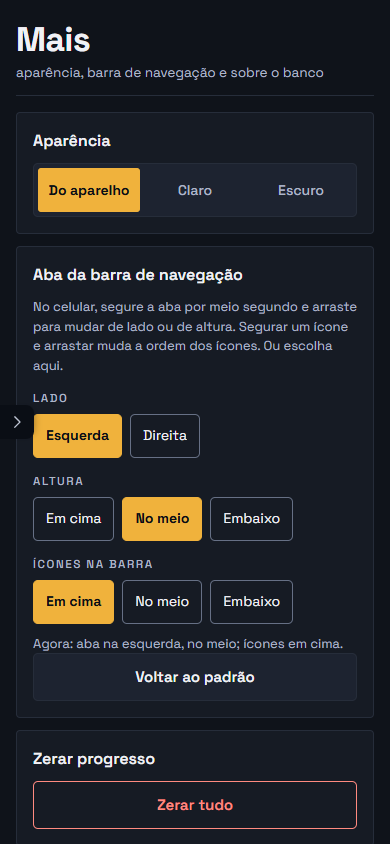 Mais
aparência, barra de navegação e sobre o banco
Aparência
Do aparelho Claro Escuro
Aba da barra de navegação
No celular, segure a aba por meio segundo e arraste
para mudar de lado ou de altura. Segurar um ícone
e arrastar muda a ordem dos ícones. Ou escolha
aqui.
LADO
Esquerda Direita
ALTURA
Em cima No meio Embaixo
ÍCONES NA BARRA
Em cima No meio Embaixo
Agora: aba na esquerda, no meio; ícones em cima.
Voltar ao padrão
Zerar progresso
Zerar tudo